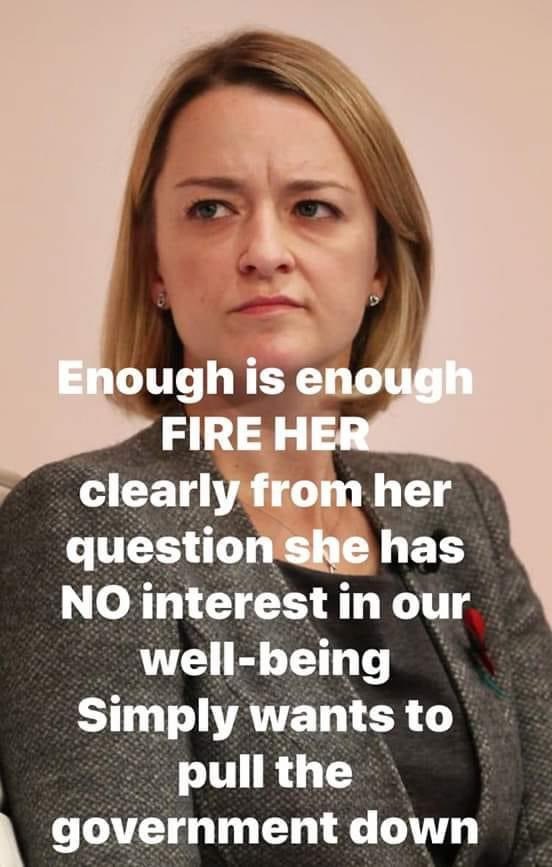 Enough is enough
FIRE HER
clearly from her
question she has
NO interest in our
well-being
Simply wants to
pull the
government down